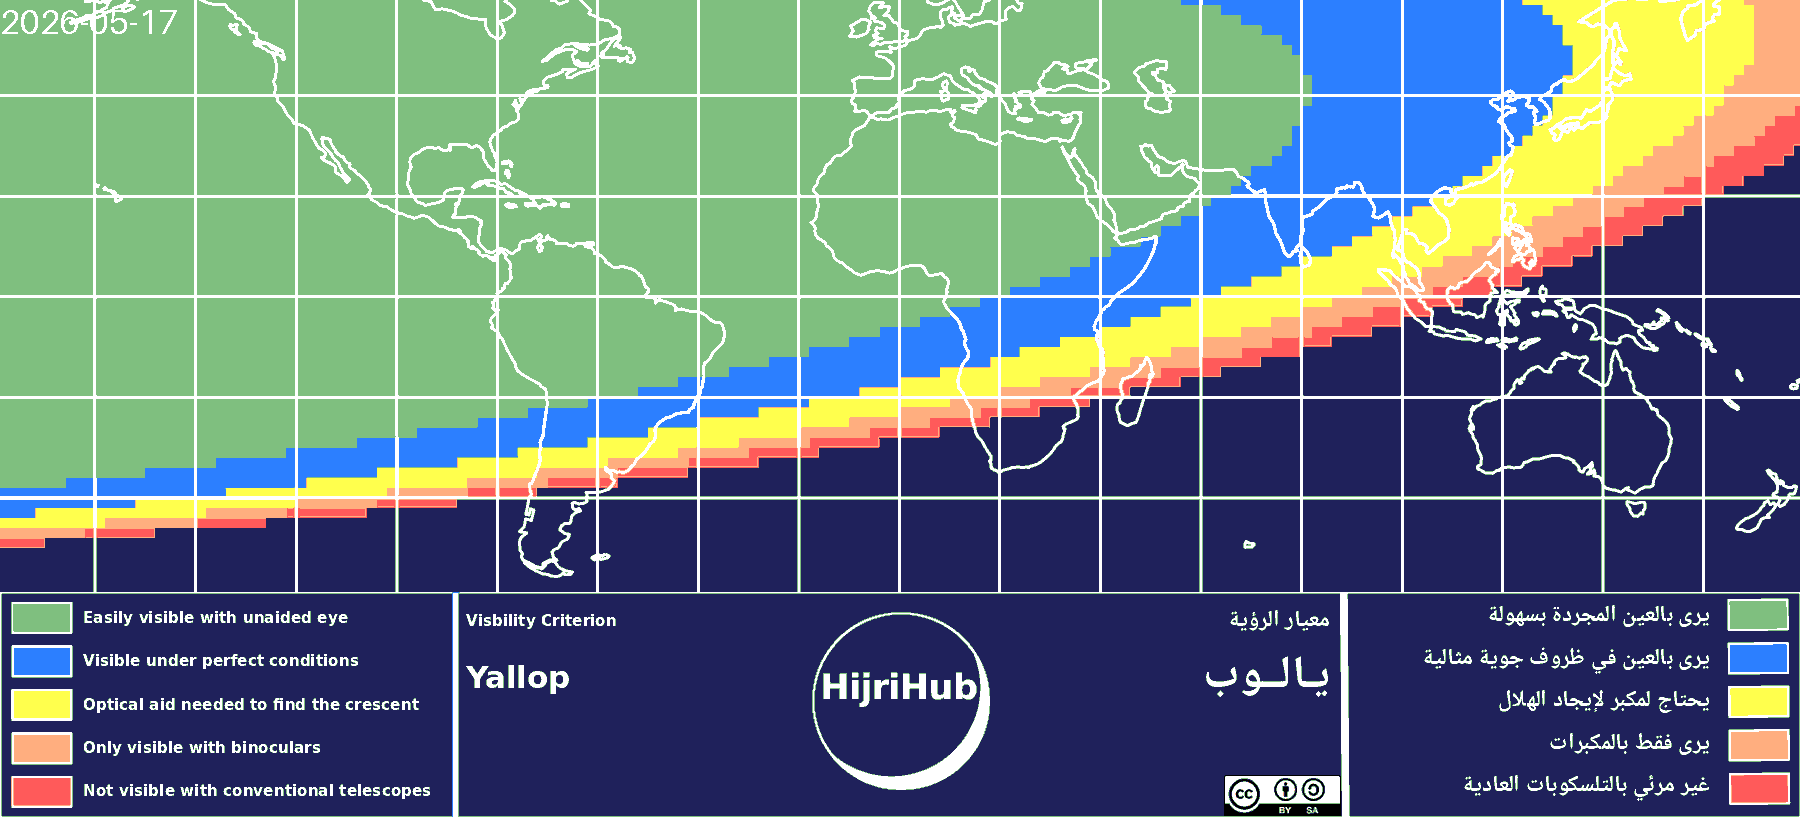 2026-05-17
Easily visible with unaided eye
Visible under perfect conditions
Optical aid needed to find the crescent
Only visible with binoculars
Not visible with conventional telescopes
Visbility Criterion
Yallop
HijriHub
معيار الرؤية
يـالـوب
cc
BY SA
يرى بالعين المجردة بسهولة
يرى بالعين في ظروف جوية مثالية
يحتاج لمكبر لإيجاد الهلال
يرى فقط بالمكبرات
غير مرئي بالتلسكوبات العادية